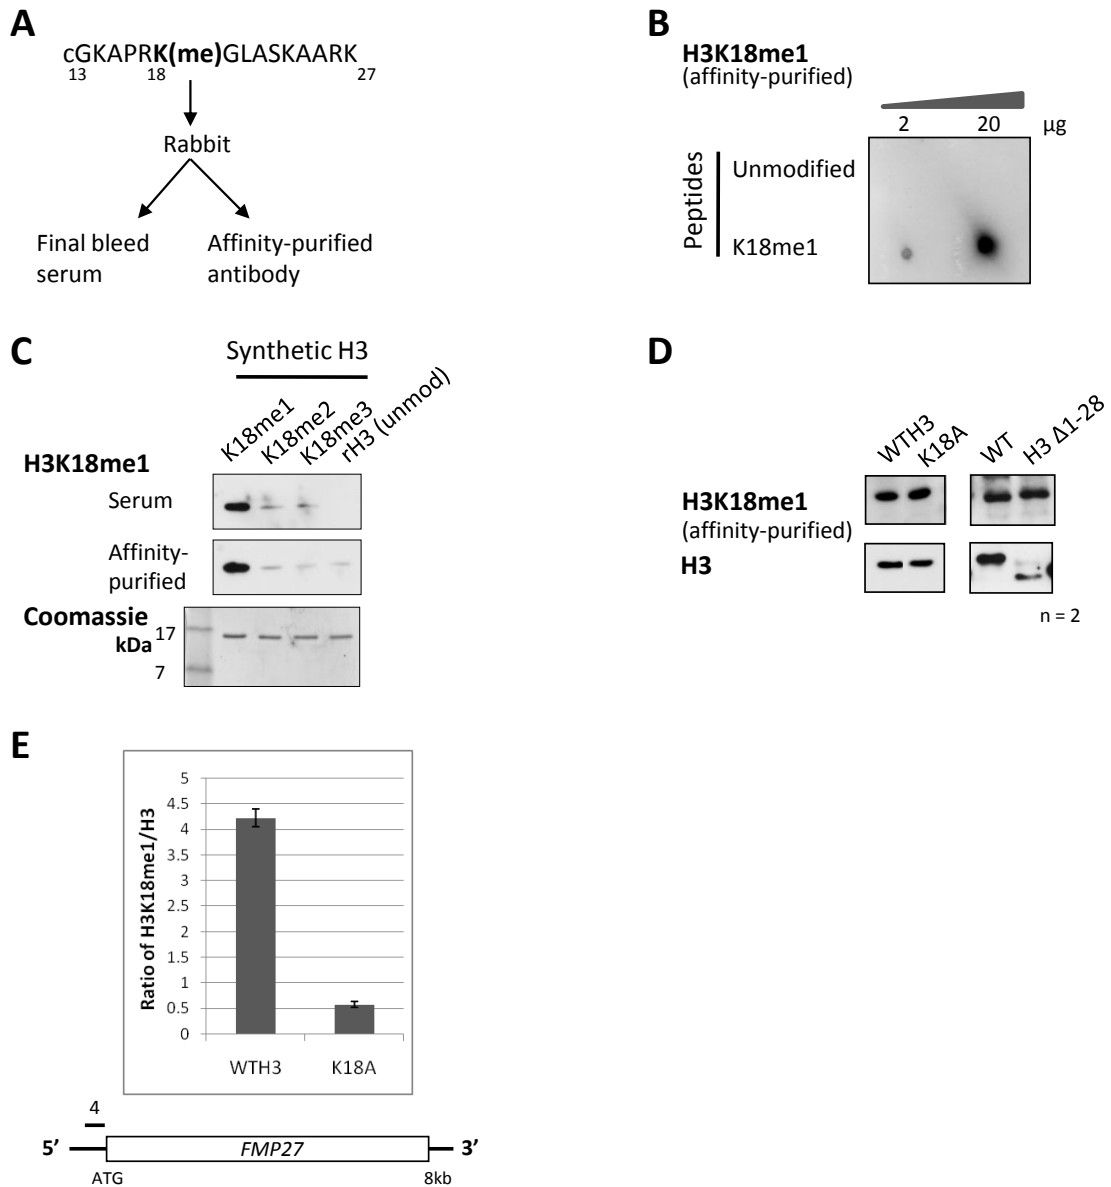 A
cGKAPRK(me)GLASKAARK
13 18 27
Rabbit
Final bleed
serum
Affinity-purified
antibody
B
H3K18me1
(affinity-purified)
2 20 µg
Peptides
Unmodified
K18me1
C
Synthetic H3
K18me1
K18me2
K18me3
rH3 (unmod)
H3K18me1
Serum
Affinity-
purified
Coomassie
kDa 17
7
D
WTH3
K18A
WT
H3 Δ1-28
H3K18me1
(affinity-purified)
H3
n = 2
E
Ratio of H3K18me1/H3
5
4.5
4
3.5
3
2.5
2
1.5
1
0.5
0
WTH3 K18A
4
5’ FMP27 3’
ATG 8kb